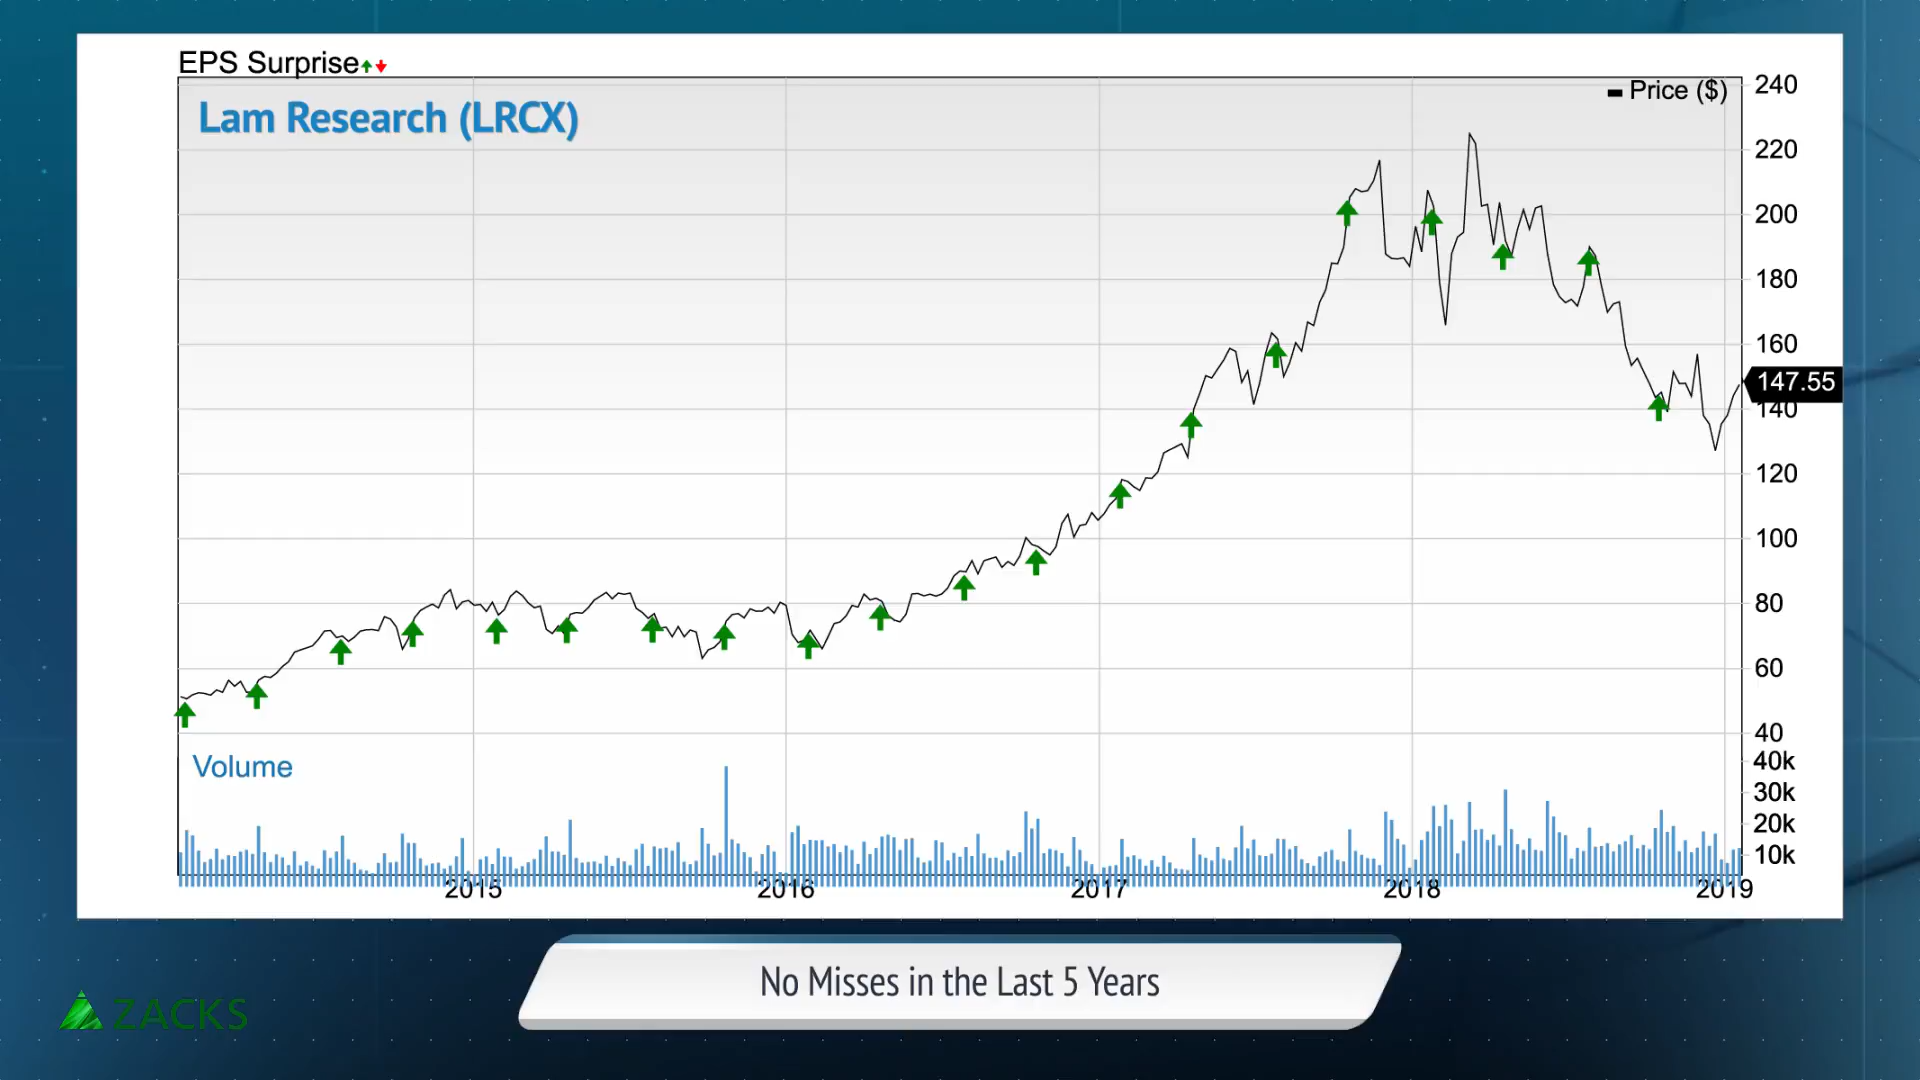 EPS Surprise
Lam Research (LRCX)
Price ($)
240
220
200
180
160
147.55
140
120
100
80
60
40
Volume
40k
30k
20k
10k
2015 2016 2017 2018 2019
No Misses in the Last 5 Years
ZACKS